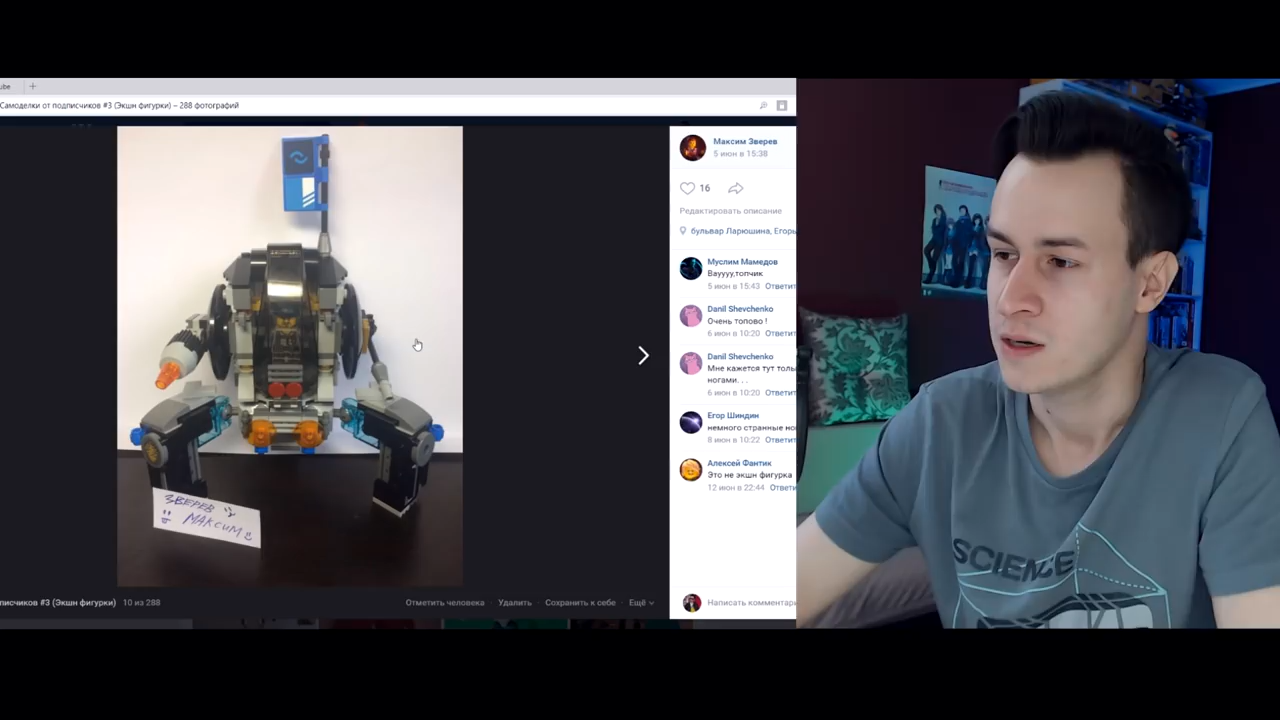 ube
Самоделки от подписчиков #3 (Экшн фигурки) – 288 фотографий
Максим Зверев
5 июн в 15:38
16
Редактировать описание
бульвар Ларюшина, Егорь
Муслим Мамедов
Ваууух,топчик
5 июн в 15:43 Ответит
Danil Shevchenko
Очень топово !
6 июн в 10:20 Ответит
Danil Shevchenko
Мне кажется тут толь
ногами. . .
6 июн в 10:20 Ответит
Егор Шиндин
немного странные но
8 июн в 10:22 Ответит
Алексей Фантик
Это не экшн фигурка
12 июн в 22:44 Ответи
ЗВЕРЕВ
МАКСИМ
SCIENCE
писчиков #3 (Экшн фигурки) 10 из 288
Отметить человека Удалить Сохранить к себе Ещё
Написать комментари